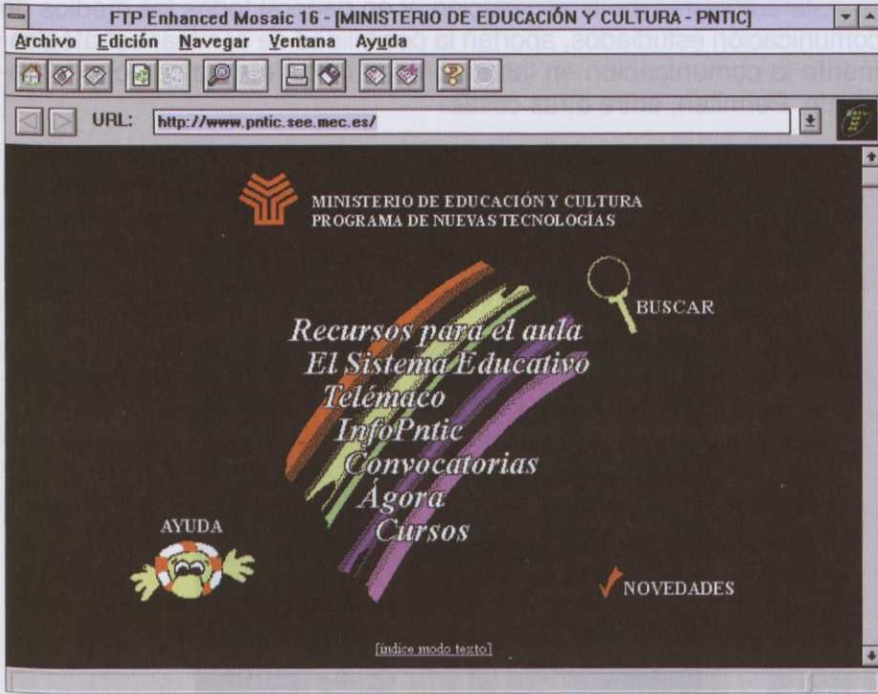 FTP Enhanced Mosaic 16 - [MINISTERIO DE EDUCACIÓN Y CULTURA - PNTIC]
Archivo Edición Navegar Ventana Ayuda
URL: http://www.pntic.see.mec.es/
MINISTERIO DE EDUCACIÓN Y CULTURA
PROGRAMA DE NUEVAS TECNOLOGÍAS
BUSCAR
Recursos para el aula
El Sistema Educativo
Telémaco
InfoPntic
Convocatorias
Ágora
Cursos
AYUDA
NOVEDADES
[índice modo texto]